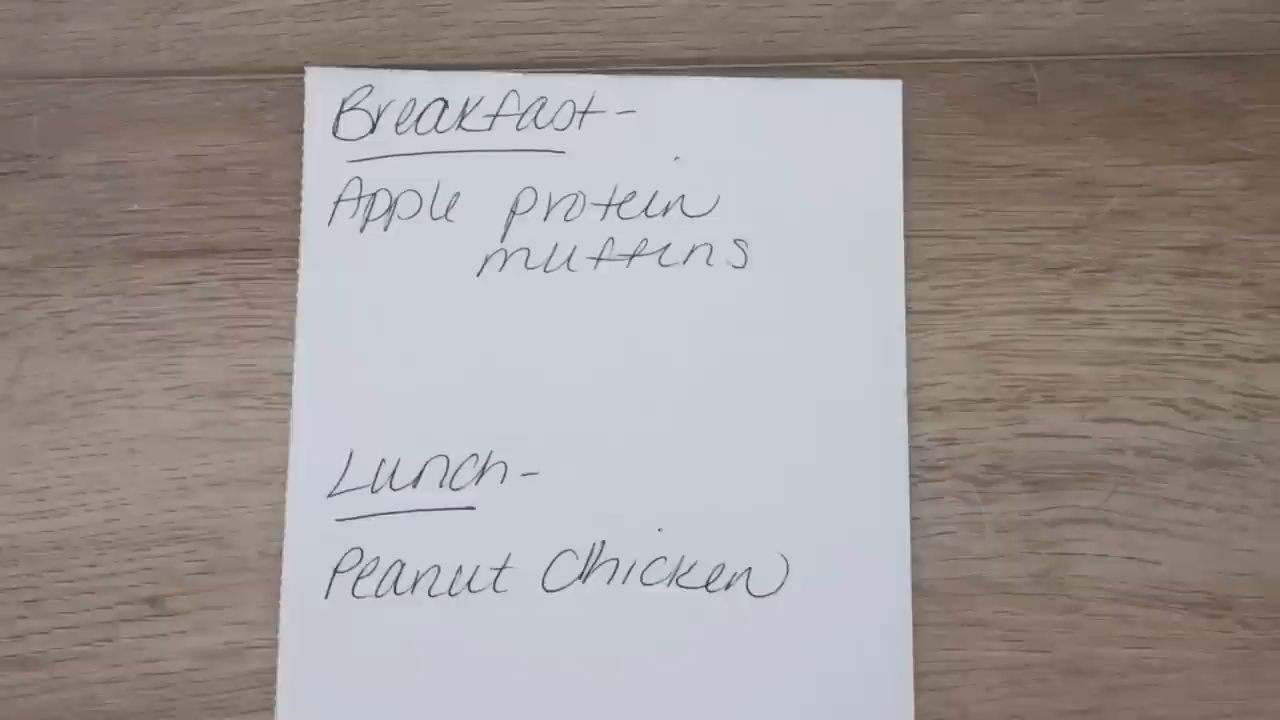 Breakfast-
Apple protein
muffins
Lunch-
Peanut Chicken